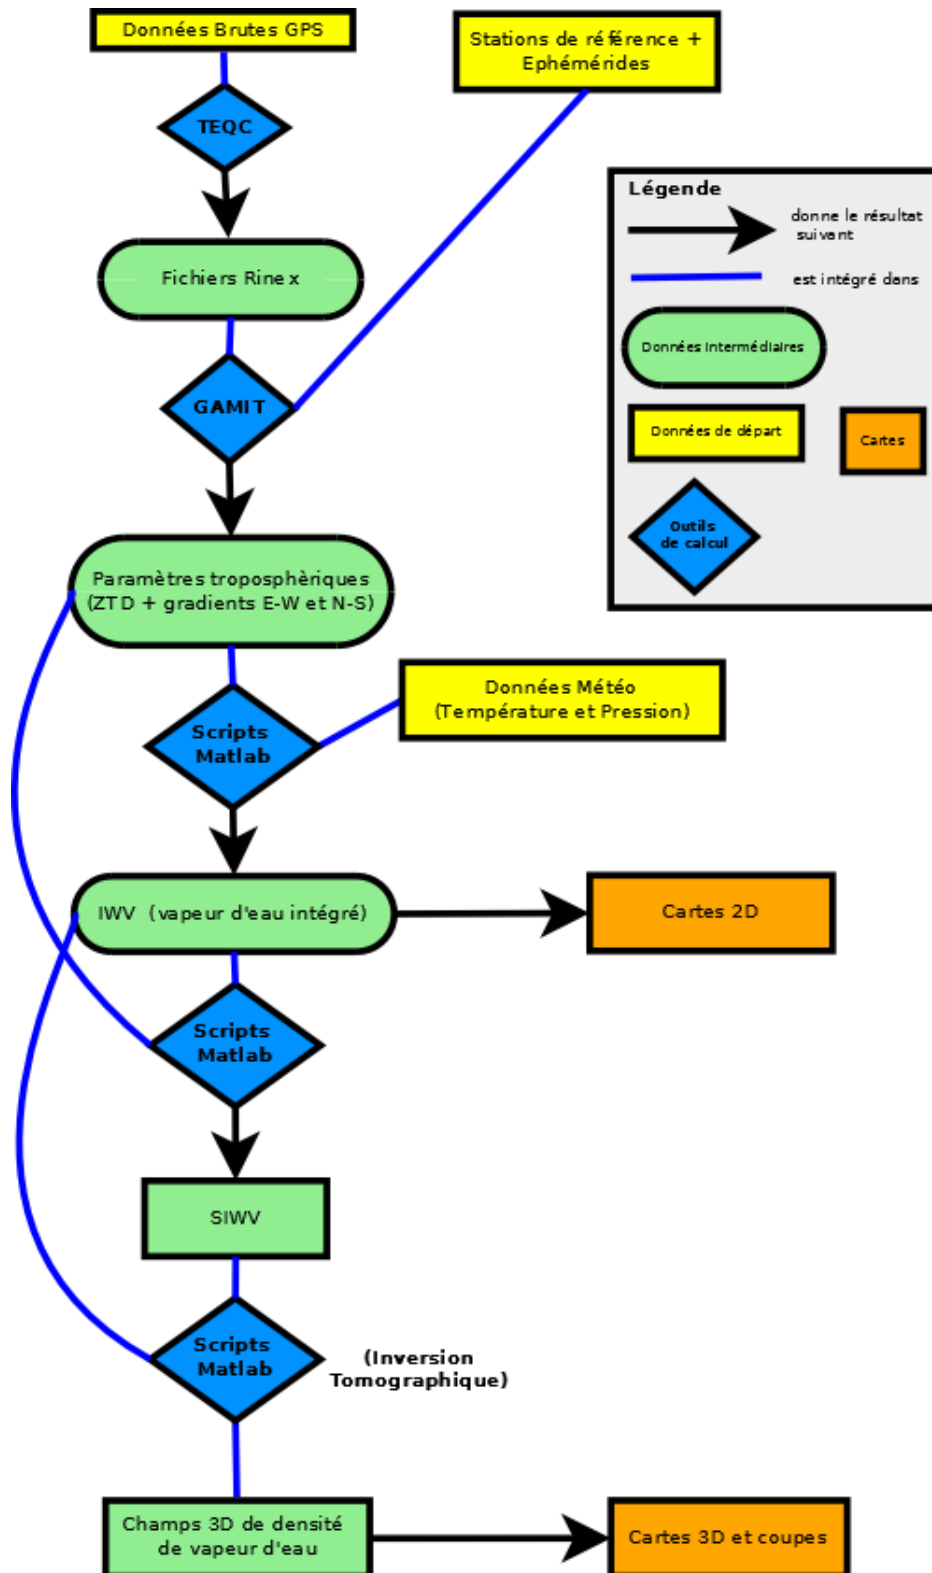 Données Brutes GPS
Stations de référence +
Ephémérides
TEQC
Légende
donne le résultat
suivant
est intégré dans
Fichiers Rinex
Données Intermédiaires
GAMIT
Données de départ
Cartes
Outils
de calcul
Paramètres troposphèriques
(ZTD + gradients E-W et N-S)
Données Météo
(Température et Pression)
Scripts
Matlab
IWV (vapeur d'eau intégré)
Cartes 2D
Scripts
Matlab
SIWV
Scripts
Matlab
(Inversion
Tomographique)
Champs 3D de densité
de vapeur d'eau
Cartes 3D et coupes